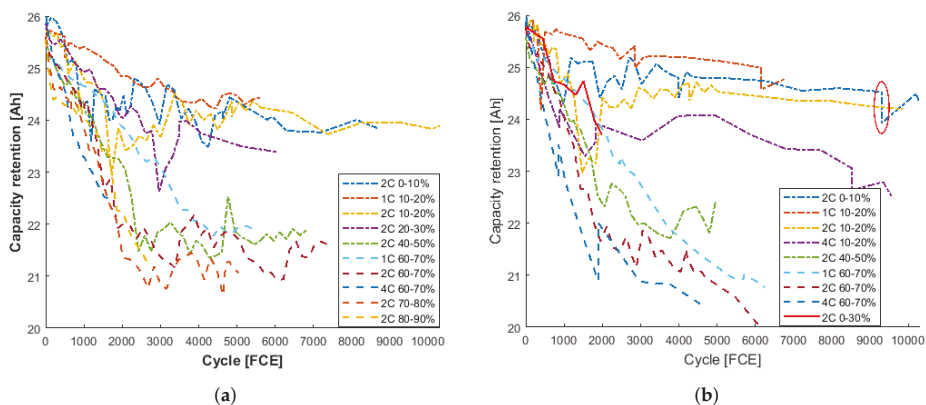 (a)
26
25
24
23
22
21
20
Capacity retention [Ah]
0 1000 2000 3000 4000 5000 6000 7000 8000 9000 10000
Cycle [FCE]
2C 0-10%
1C 10-20%
2C 10-20%
2C 20-30%
2C 40-50%
1C 60-70%
2C 60-70%
4C 60-70%
2C 70-80%
2C 80-90%
(a)
(b)
26
25
24
23
22
21
20
Capacity retention [Ah]
0 1000 2000 3000 4000 5000 6000 7000 8000 9000 10000
Cycle [FCE]
2C 0-10%
1C 10-20%
2C 10-20%
4C 10-20%
2C 40-50%
1C 60-70%
2C 60-70%
4C 60-70%
2C 0-30%
(b)